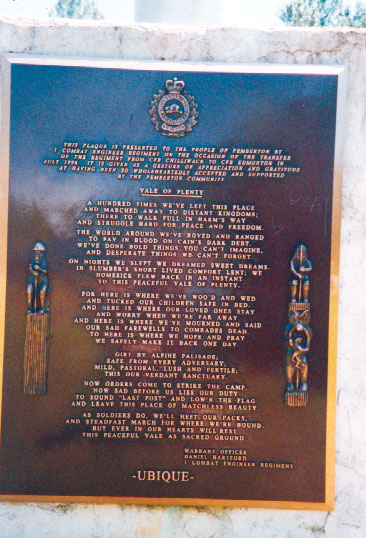 THIS PLAQUE IS PRESENTED TO THE PEOPLE OF PEMBERTON BY
1 COMBAT ENGINEER REGIMENT ON THE OCCASION OF THE TRANSFER
OF THE REGIMENT FROM CFB CHILLIWACK TO CFB EDMONTON IN
JULY 1996. IT IS GIVEN AS A GESTURE OF APPRECIATION AND GRATITUDE
AT HAVING BEEN SO WHOLEHEARTEDLY ACCEPTED AND SUPPORTED
BY THE PEMBERTON COMMUNITY.
VALE OF PLENTY
A HUNDRED TIMES WE'VE LEFT THIS PLACE
AND MARCHED AWAY TO DISTANT KINGDOMS;
THERE TO WALK FULL IN HARM'S WAY
AND STRUGGLE HARD FOR PEACE AND FREEDOM.
THE WORLD AROUND WE'VE ROVED AND RANGED
TO PAY IN BLOOD ON CAIN'S DARK DEBT.
WE'VE DONE BOLD THINGS YOU CAN'T IMAGINE,
AND DESPERATE THINGS WE CAN'T FORGET.
ON NIGHTS WE SLEPT WE DREAMED SWEET DREAMS.
IN SLUMBER'S SHORT LIVED COMFORT LENT; WE
HOMESICK FLEW BACK IN AN INSTANT
TO THIS PEACEFUL VALE OF PLENTY.
FOR HERE IS WHERE WE'VE WOO'D AND WED
AND TUCKED OUR CHILDREN SAFE IN BED.
AND HERE IS WHERE OUR LOVED ONES STAY
AND WORRY WHEN WE'RE FAR AWAY
AND HERE IS WHERE WE'VE MOURNED AND SAID
OUR SAD FAREWELLS TO COMRADES DEAD.
TO HERE IS WHERE WE HOPE AND PRAY
WE SAFELY MAKE IT BACK ONE DAY.
GIRT BY ALPINE PALISADE;
SAFE FROM EVERY ADVERSARY.
MILD, PASTORAL, LUSH AND FERTILE;
THIS OUR VERDANT SANCTUARY.
NOW ORDERS COME TO STRIKE THE CAMP.
NOW SAD BEFORE US LIES OUR DUTY
TO SOUND "LAST POST" AND LOW'R THE FLAG
AND LEAVE THIS PLACE OF MATCHLESS BEAUTY
AS SOLDIERS DO, WE'LL HEFT OUR PACKS,
AND STEADFAST MARCH FOR WHERE WE'RE BOUND.
BUT EVER IN OUR HEARTS WILL REST
THIS PEACEFUL VALE AS SACRED GROUND
WARRANT OFFICER
DANIEL HARTFORD
1 COMBAT ENGINEER REGIMENT
-UBIQUE-